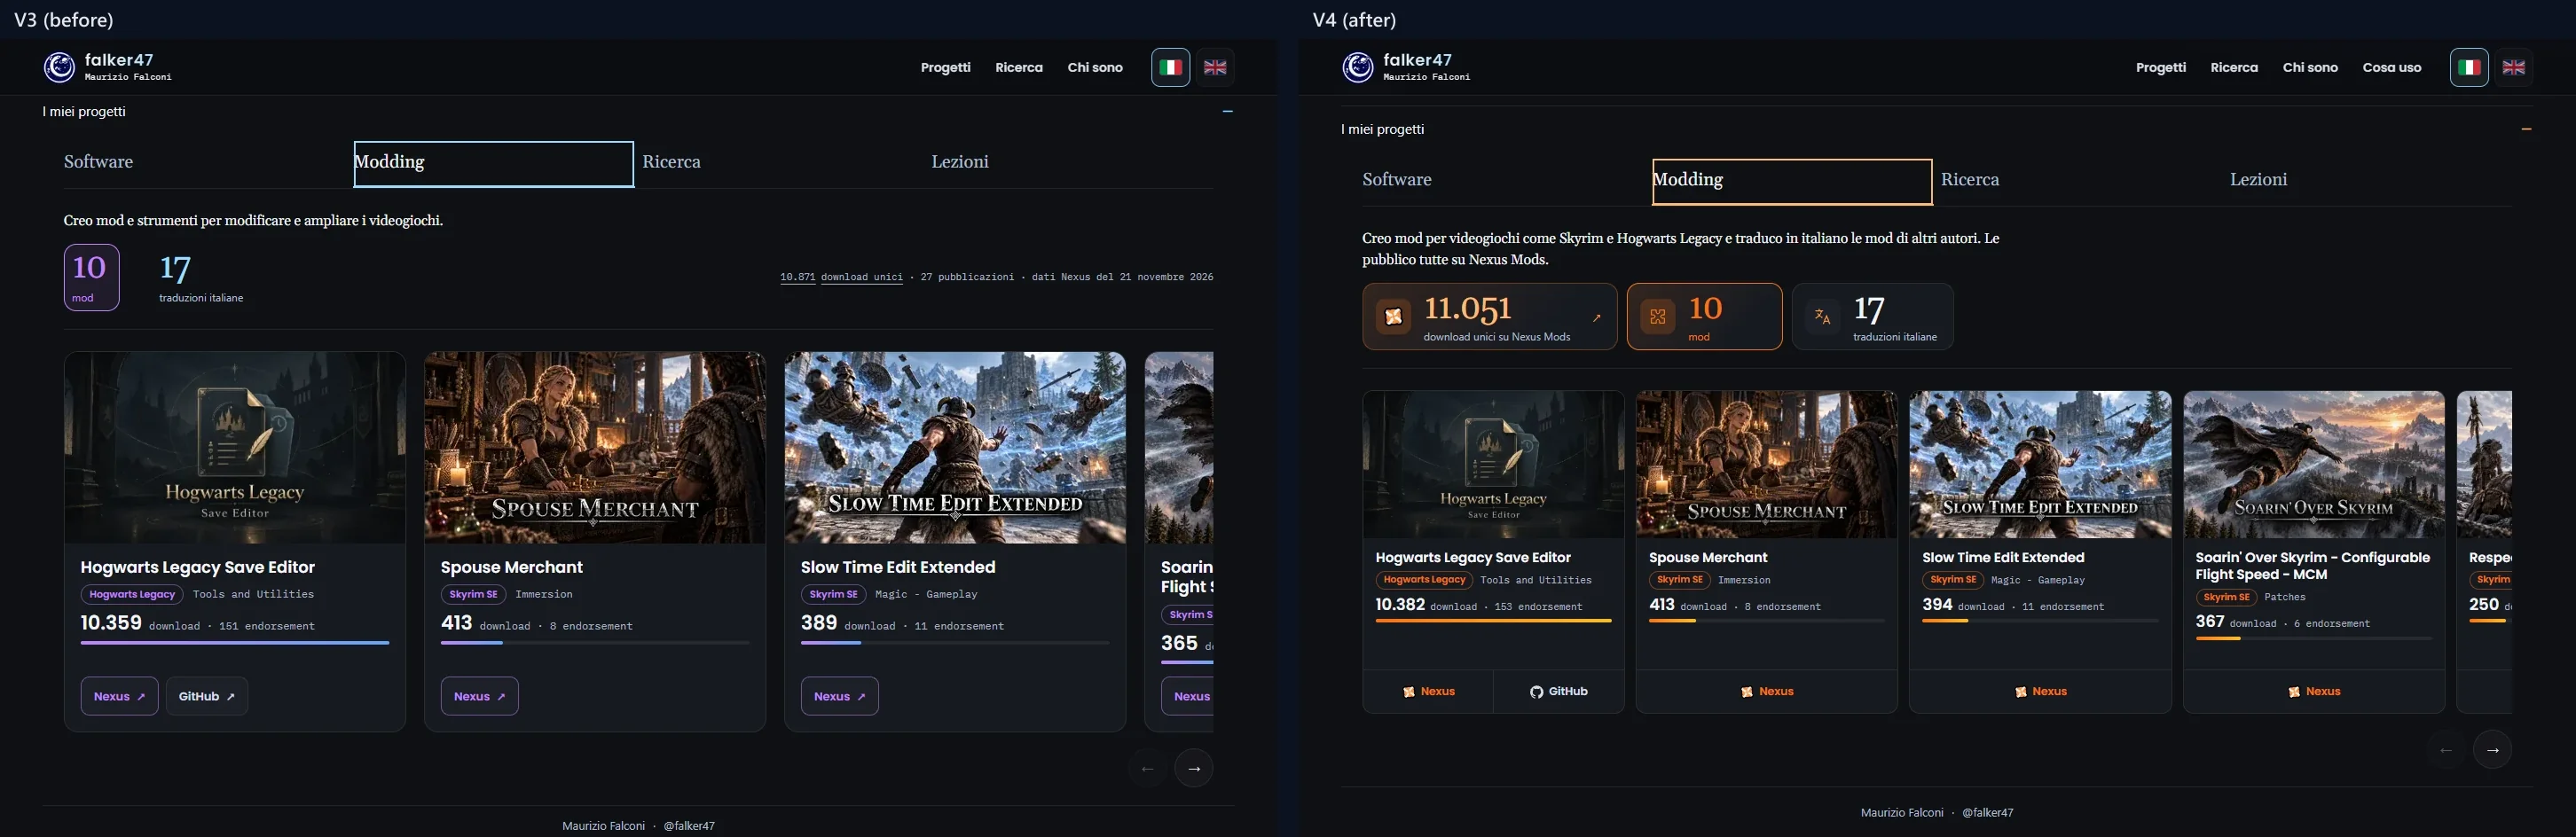 V3 (before)
falker47
Maurizio Falconi
Progetti Ricerca Chi sono
I miei progetti
Software Modding Ricerca Lezioni
Creo mod e strumenti per modificare e ampliare i videogiochi.
10
mod
17
traduzioni italiane
10.871 download unici · 27 pubblicazioni · dati Nexus del 21 novembre 2026
Hogwarts Legacy
Save Editor
Hogwarts Legacy Save Editor
Hogwarts Legacy Tools and Utilities
10.359 download · 151 endorsement
Nexus ↗ GitHub ↗
SPOUSE MERCHANT
Spouse Merchant
Skyrim SE Immersion
413 download · 8 endorsement
Nexus ↗
SLOW TIME EDIT EXTENDED
Slow Time Edit Extended
Skyrim SE Magic - Gameplay
389 download · 11 endorsement
Nexus ↗
Soarin
Flight S
Skyrim S
365 d
Nexus
← →
Maurizio Falconi · @falker47
V4 (after)
falker47
Maurizio Falconi
Progetti Ricerca Chi sono Cosa uso
I miei progetti
Software Modding Ricerca Lezioni
Creo mod per videogiochi come Skyrim e Hogwarts Legacy e traduco in italiano le mod di altri autori. Le
pubblico tutte su Nexus Mods.
11.051
download unici su Nexus Mods
↗
10
mod
17
traduzioni italiane
Hogwarts Legacy
Save Editor
Hogwarts Legacy Save Editor
Hogwarts Legacy Tools and Utilities
10.382 download · 153 endorsement
Nexus GitHub
SPOUSE MERCHANT
Spouse Merchant
Skyrim SE Immersion
413 download · 8 endorsement
Nexus
SLOW TIME EDIT EXTENDED
Slow Time Edit Extended
Skyrim SE Magic - Gameplay
394 download · 11 endorsement
Nexus
SOARIN' OVER SKYRIM
Soarin' Over Skyrim - Configurable
Flight Speed - MCM
Skyrim SE Patches
367 download · 6 endorsement
Nexus
Respe
Skyrim
250 d
← →
Maurizio Falconi · @falker47